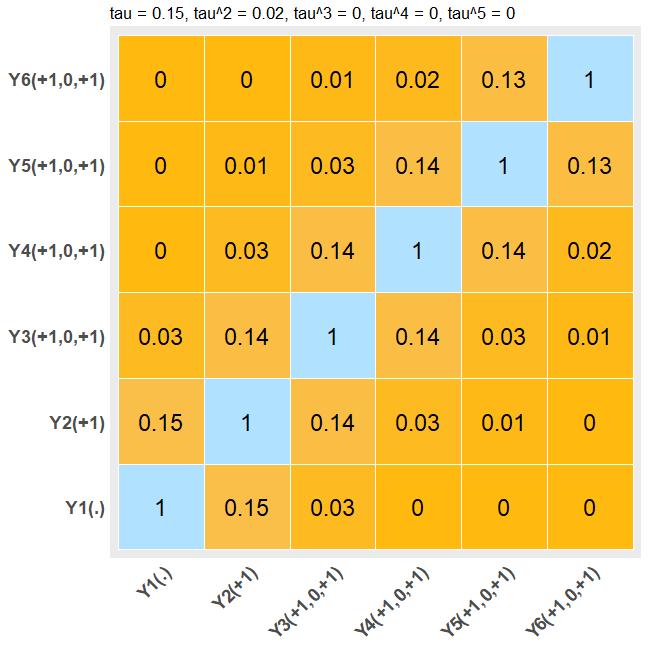 tau = 0.15, tau^2 = 0.02, tau^3 = 0, tau^4 = 0, tau^5 = 0
Y6(+1,0,+1) 0 0 0.01 0.02 0.13 1
Y5(+1,0,+1) 0 0.01 0.03 0.14 1 0.13
Y4(+1,0,+1) 0 0.03 0.14 1 0.14 0.02
Y3(+1,0,+1) 0.03 0.14 1 0.14 0.03 0.01
Y2(+1) 0.15 1 0.14 0.03 0.01 0
Y1(.) 1 0.15 0.03 0 0 0
Y1(.) Y2(+1) Y3(+1,0,+1) Y4(+1,0,+1) Y5(+1,0,+1) Y6(+1,0,+1)